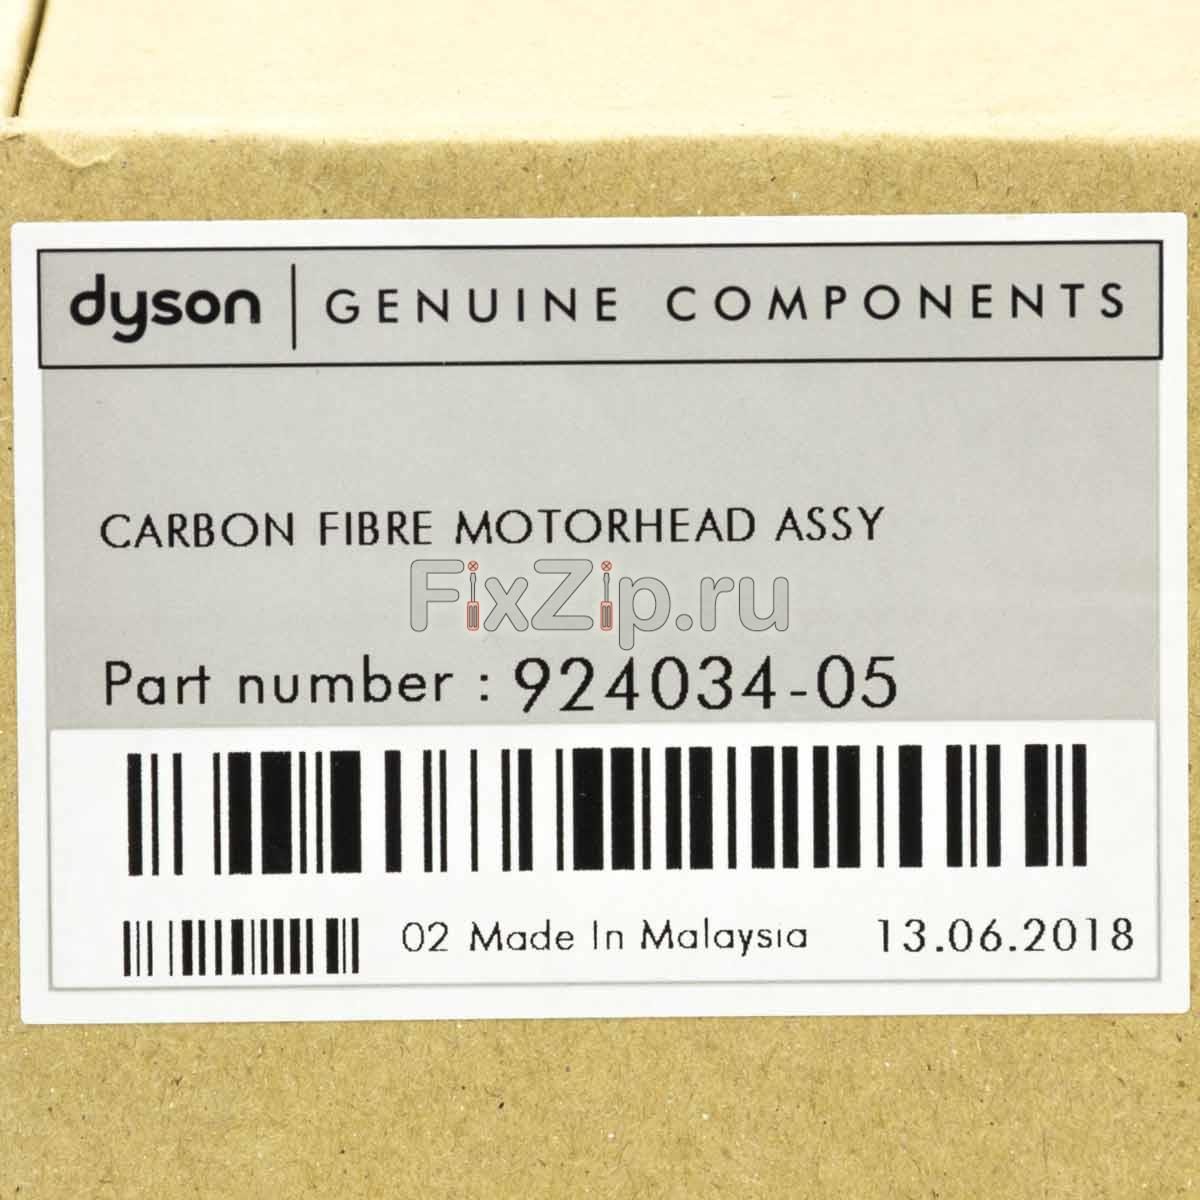 dyson | GENUINE COMPONENTS
CARBON FIBRE MOTORHEAD ASSY
FixZip.ru
Part number : 924034-05
02 Made In Malaysia 13.06.2018